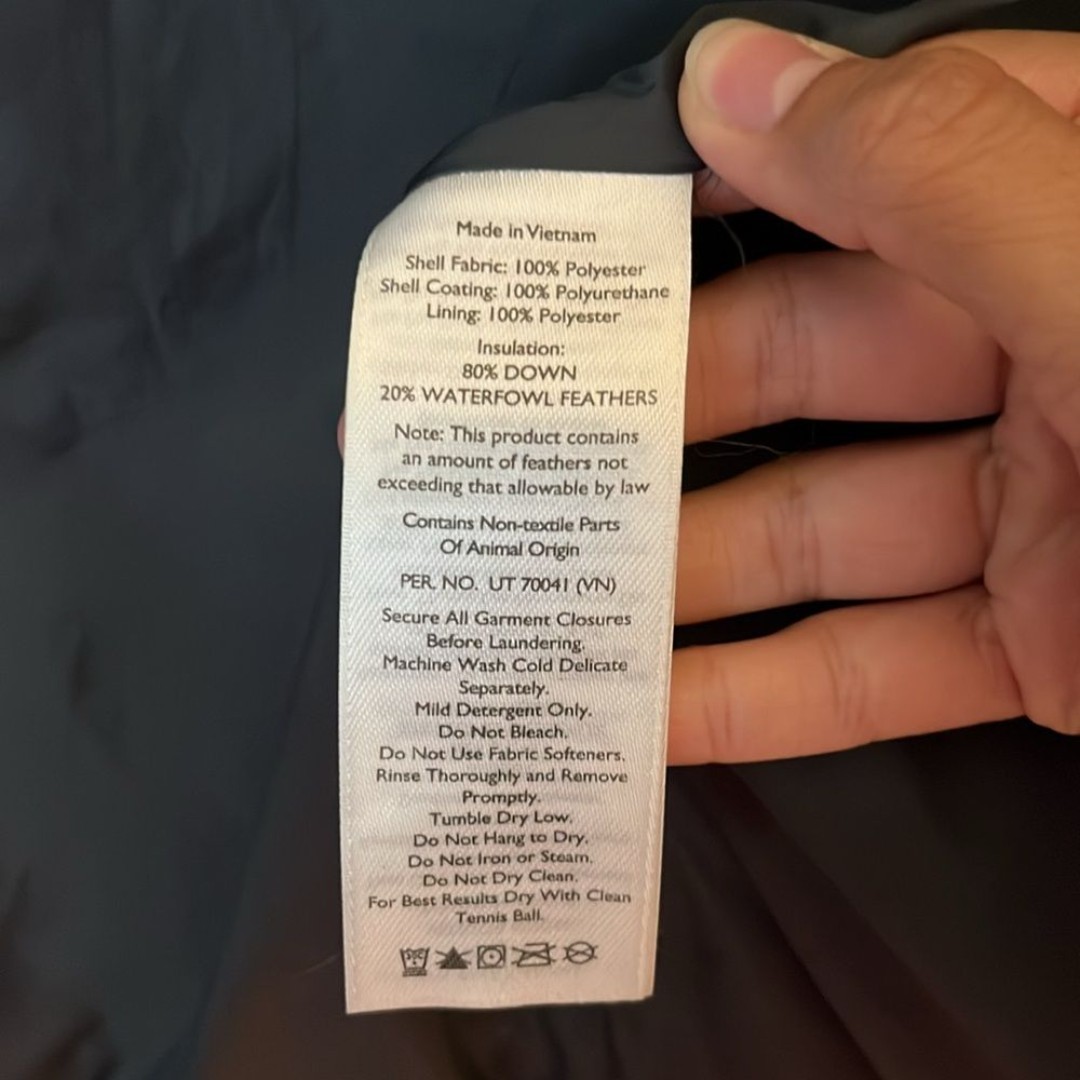 Made in Vietnam
Shell Fabric: 100% Polyester
Shell Coating: 100% Polyurethane
Lining: 100% Polyester
Insulation:
80% DOWN
20% WATERFOWL FEATHERS
Note: This product contains
an amount of feathers not
exceeding that allowable by law
Contains Non-textile Parts
Of Animal Origin
PER. NO. UT 70041 (VN)
Secure All Garment Closures
Before Laundering.
Machine Wash Cold Delicate
Separately.
Mild Detergent Only.
Do Not Bleach.
Do Not Use Fabric Softeners.
Rinse Thoroughly and Remove
Promptly.
Tumble Dry Low.
Do Not Hang to Dry.
Do Not Iron or Steam.
Do Not Dry Clean.
For Best Results Dry With Clean
Tennis Ball.